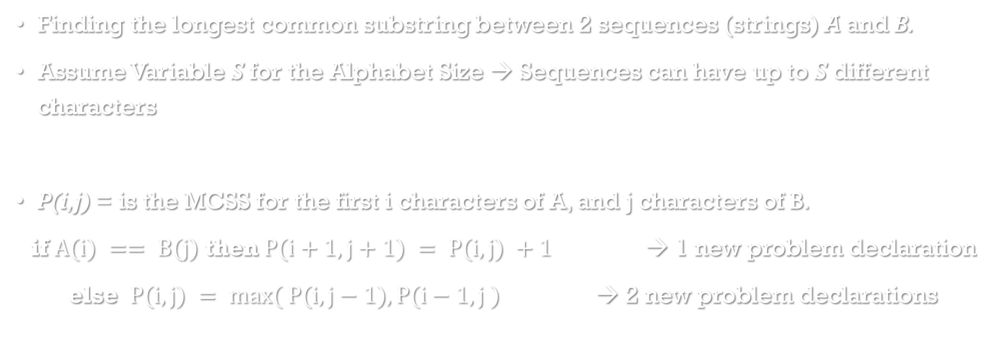 • Finding the longest common substring between 2 sequences (strings) A and B.
• Assume Variable S for the Alphabet Size → Sequences can have up to S different
characters
• P(i,j) = is the MCSS for the first i characters of A, and j characters of B.
if A(i) == B(j) then P(i + 1, j + 1) = P(i, j) + 1 → 1 new problem declaration
else P(i, j) = max( P(i, j − 1), P(i − 1, j ) → 2 new problem declarations